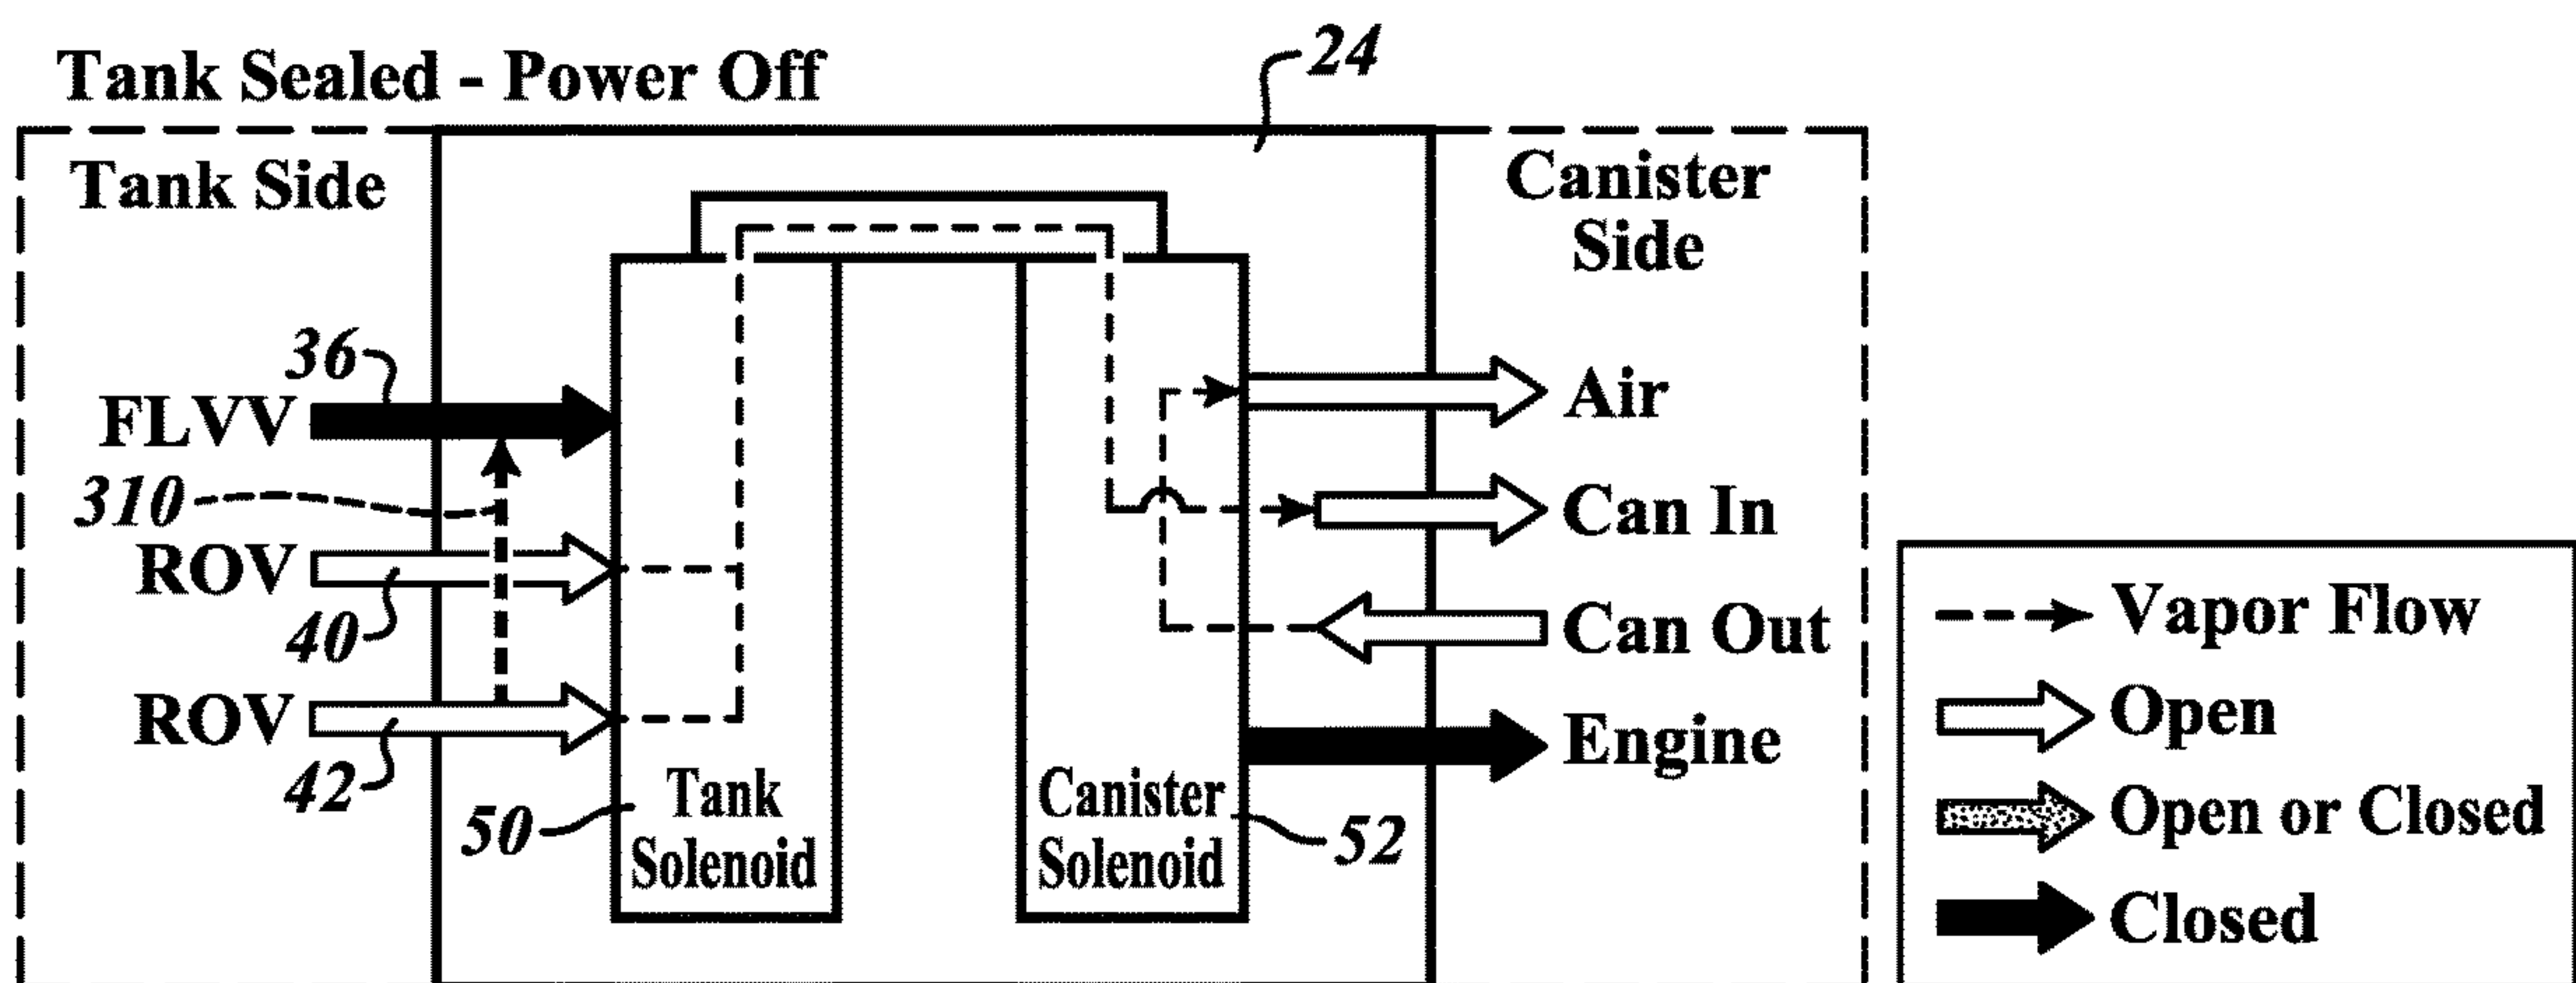 24
Tank Sealed - Power Off
Tank Side
Canister
Side
36
FLVV
310
ROV
40
ROV
42
50
Tank
Solenoid
Canister
Solenoid
52
Air
Can In
Can Out
Engine
Vapor Flow
Open
Open or Closed
Closed